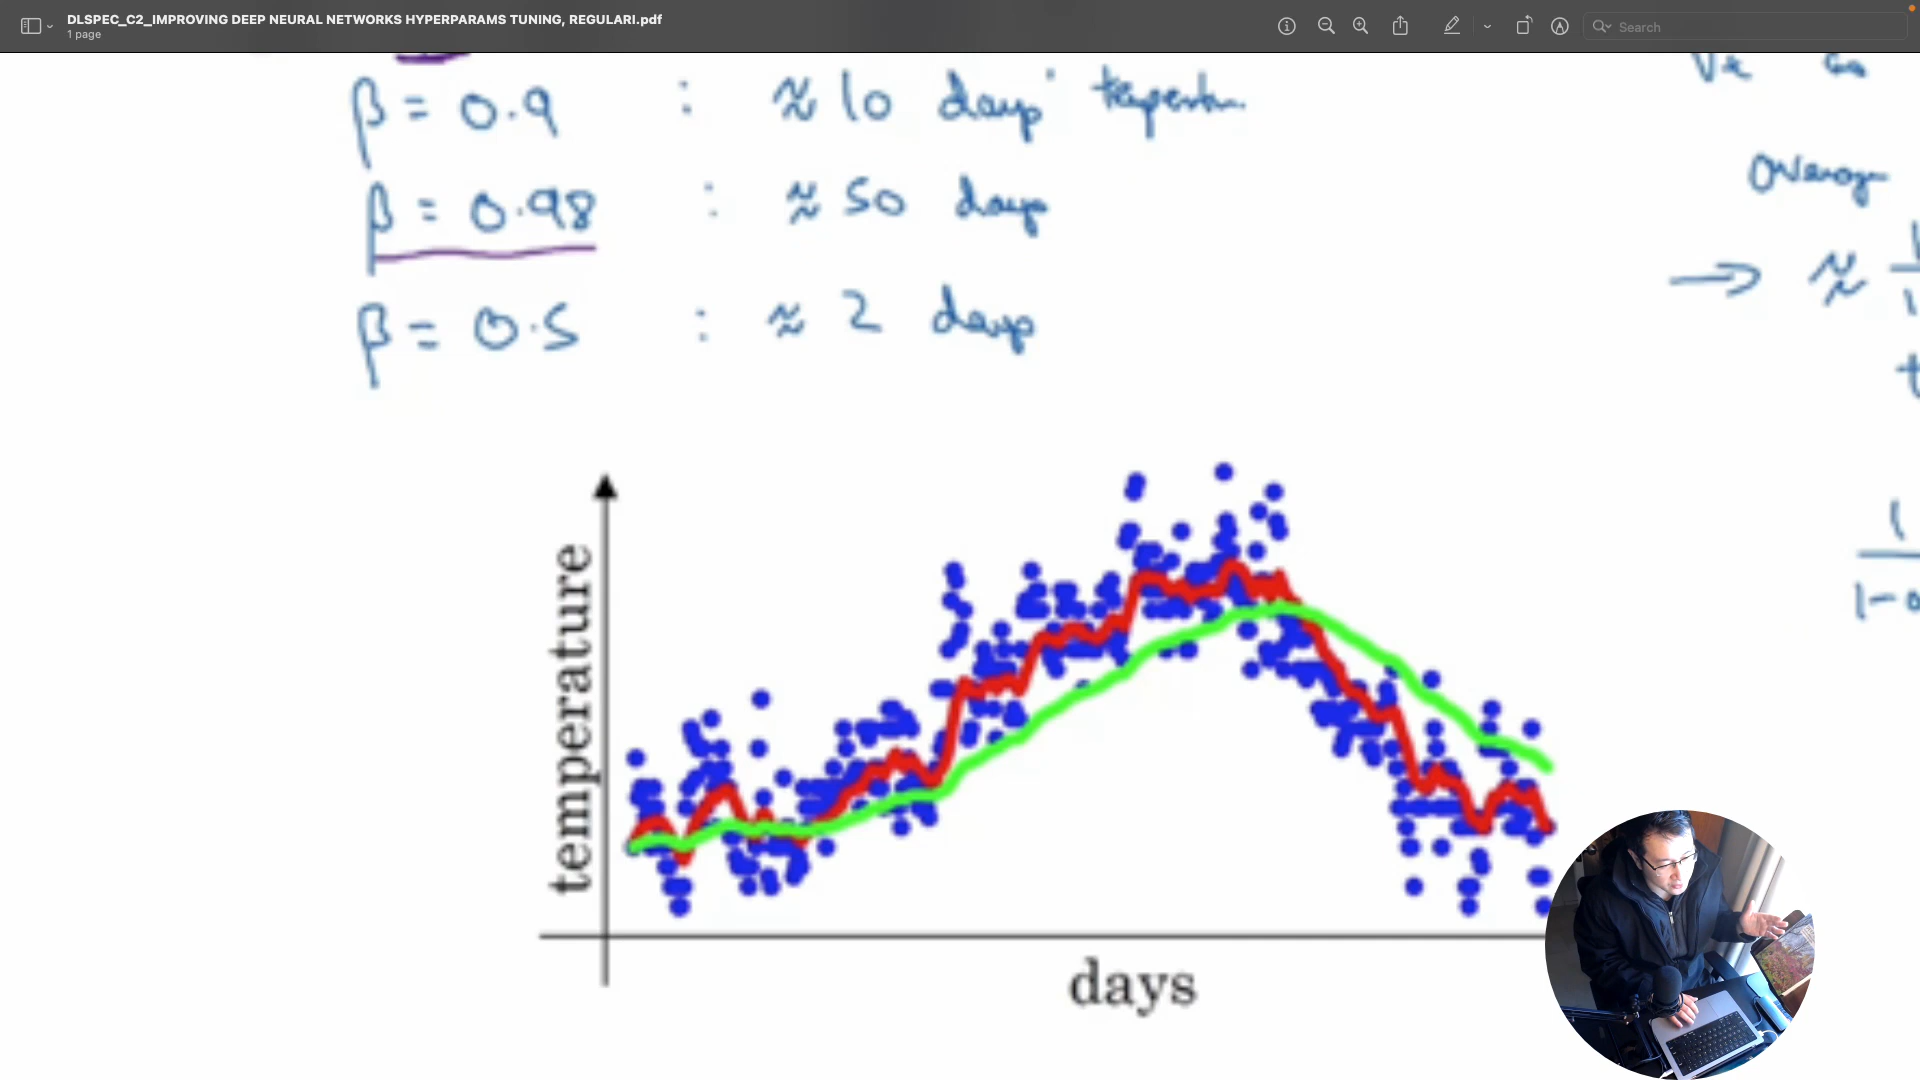 DLSPEC_C2_IMPROVING DEEP NEURAL NETWORKS HYPERPARAMS TUNING, REGULARI.pdf
1 page
Search
β = 0.9 : ≈ 10 days'
β = 0.98 : ≈ 50 days
β = 0.5 : ≈ 2 days
→ ≈
temperature
days